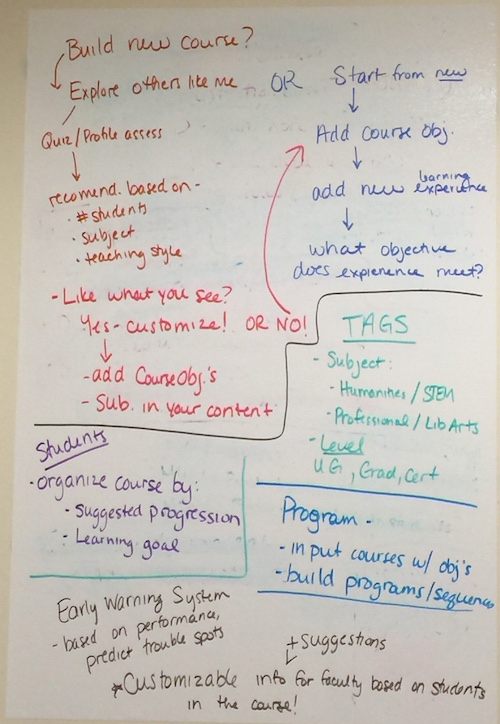 Build new course?
Explore others like me
Quiz/Profile assess
recomend. based on -
· # students
· subject
· teaching style
- Like what you see?
Yes - customize! OR NO!
- add Course Obj.'s
- Sub. in your content
OR
Start from new
Add course obj.
add new learning
experience
what objective
does experience meet?
TAGS
- Subject:
- Humanities / STEM
- Professional / Lib Arts
- Level
UG, Grad, Cert
Students
· organize course by:
· Suggested progression
· Learning goal
Program -
- input courses w/ obj's
- build programs/sequences
Early Warning System
- based on performance,
predict trouble spots
+ Suggestions
* Customizable info for faculty based on students
in the course!